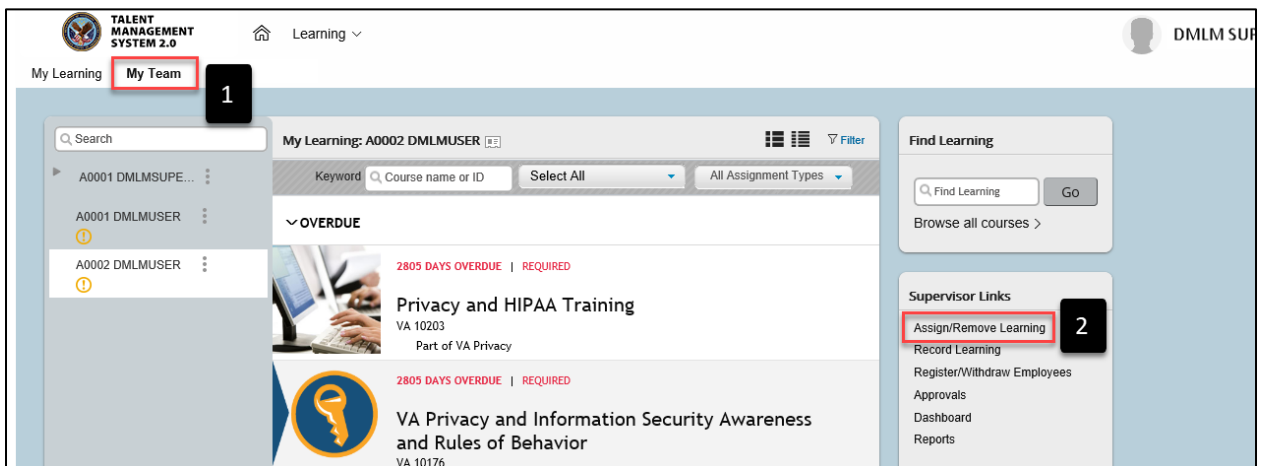 TALENT
MANAGEMENT
SYSTEM 2.0
Learning
DMLM SUP
My Learning
My Team
1
Search
A0001 DMLMSUPE...
A0001 DMLMUSER
A0002 DMLMUSER
My Learning: A0002 DMLMUSER
Filter
Keyword
Course name or ID
Select All
All Assignment Types
OVERDUE
2805 DAYS OVERDUE | REQUIRED
Privacy and HIPAA Training
VA 10203
Part of VA Privacy
2805 DAYS OVERDUE | REQUIRED
VA Privacy and Information Security Awareness
and Rules of Behavior
VA 10176
Find Learning
Find Learning
Go
Browse all courses >
Supervisor Links
Assign/Remove Learning
2
Record Learning
Register/Withdraw Employees
Approvals
Dashboard
Reports